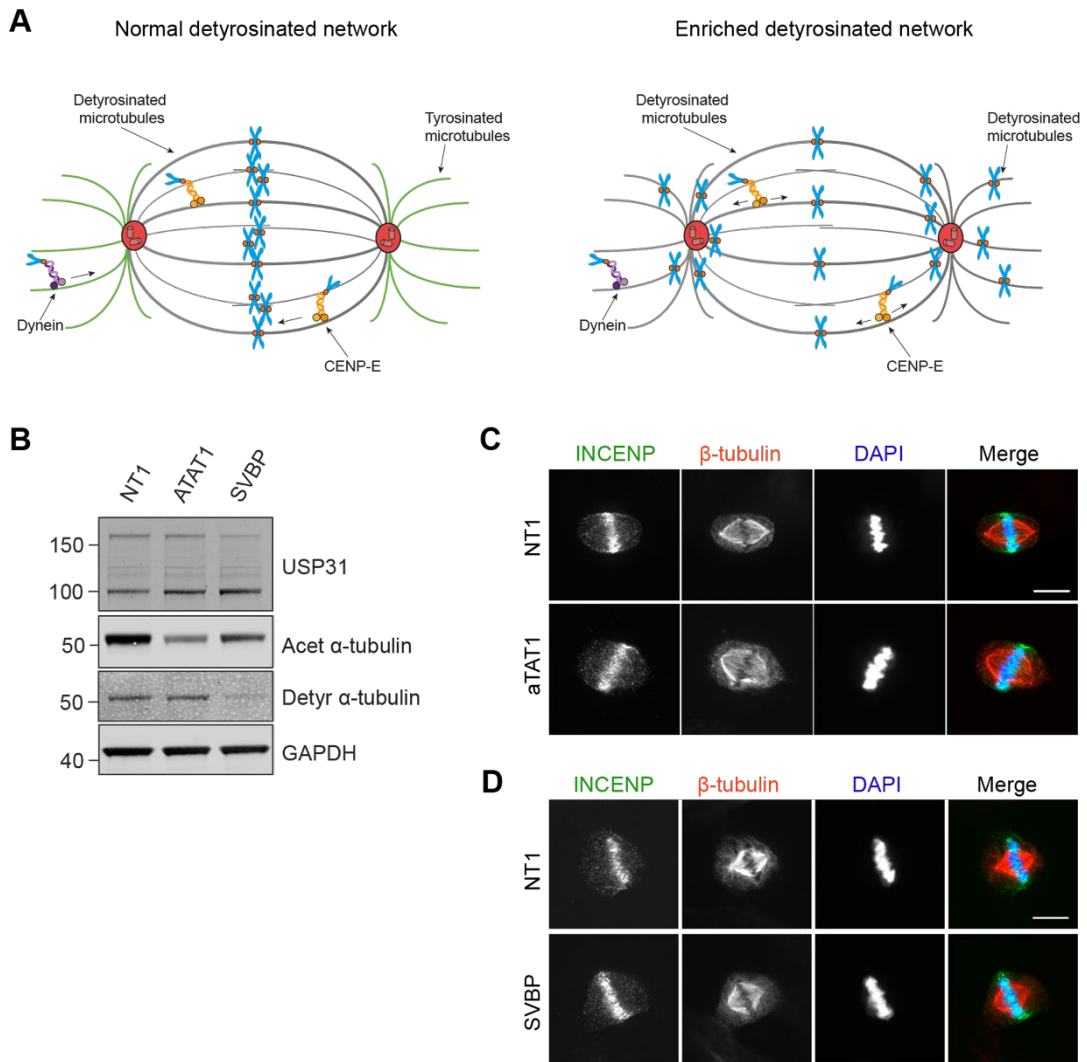 A
Normal detyrosinated network
Enriched detyrosinated network
Detyrosinated
microtubules
Tyrosinated
microtubules
Detyrosinated
microtubules
Detyrosinated
microtubules
Dynein
CENP-E
Dynein
CENP-E
B
NT1
ATAT1
SVBP
150
100
USP31
50
Acet α-tubulin
50
Detyr α-tubulin
40
GAPDH
C
INCENP
β-tubulin
DAPI
Merge
NT1
aTAT1
D
INCENP
β-tubulin
DAPI
Merge
NT1
SVBP